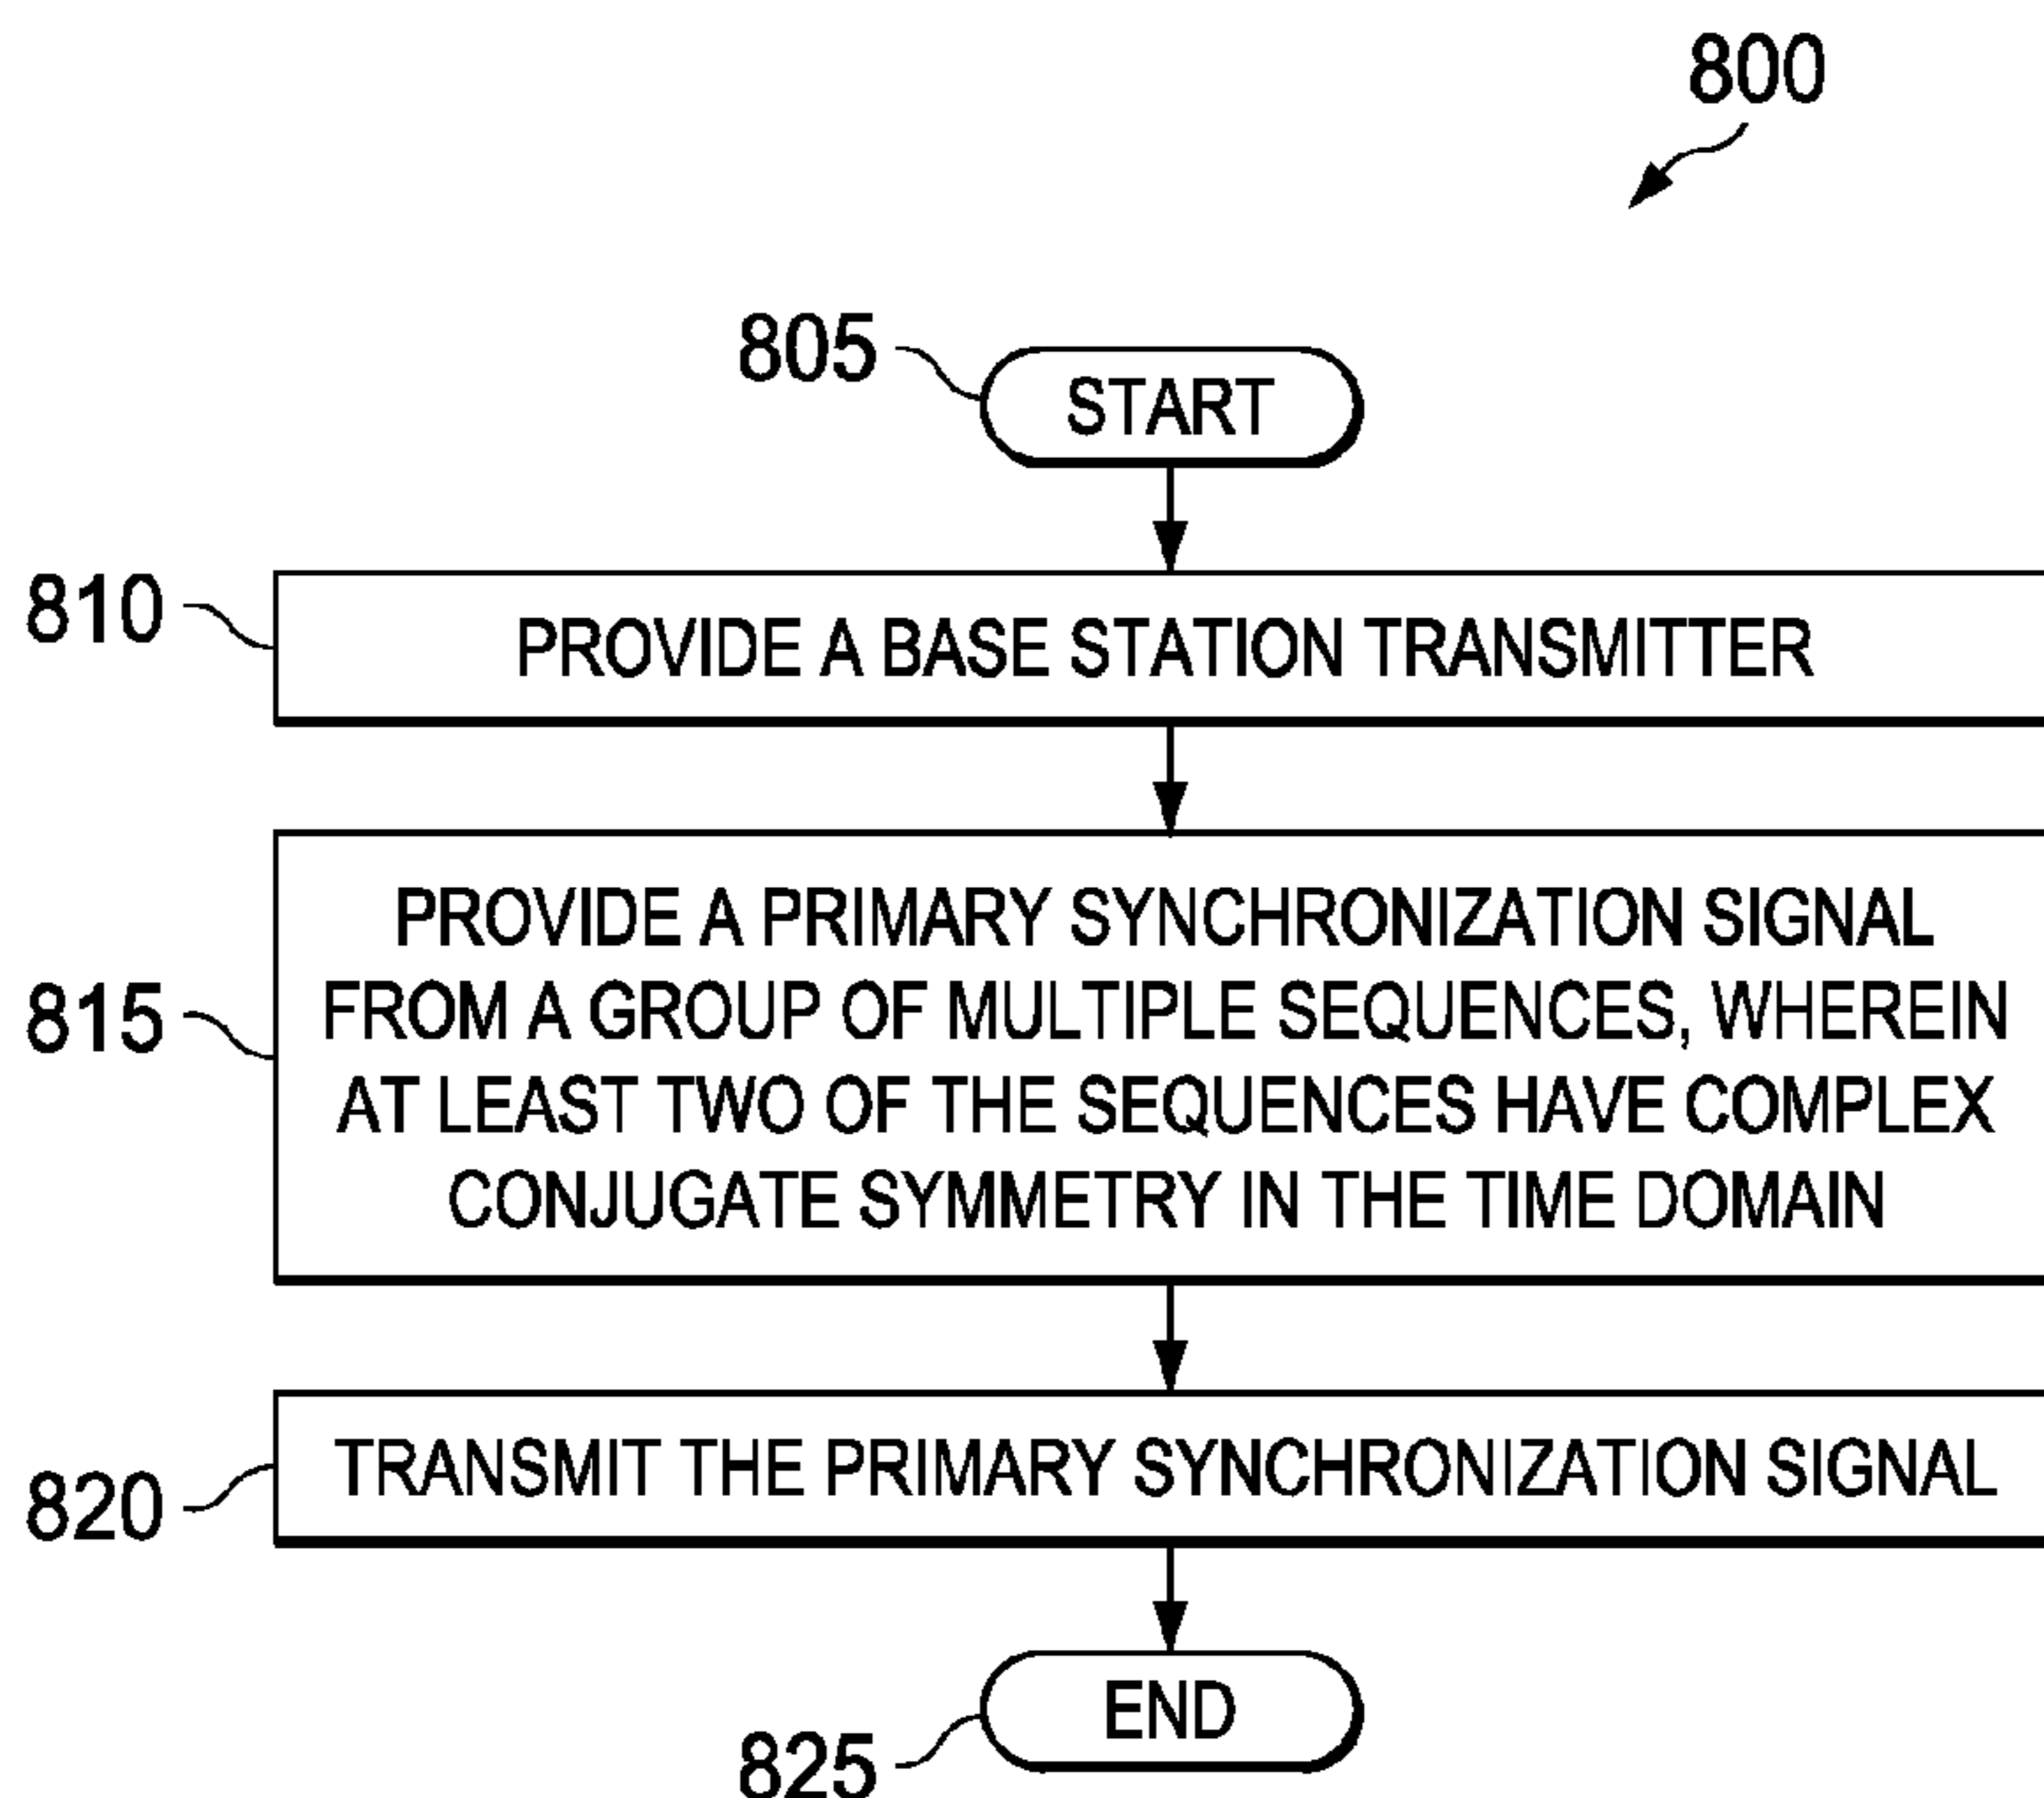 800
805
START
810
PROVIDE A BASE STATION TRANSMITTER
815
PROVIDE A PRIMARY SYNCHRONIZATION SIGNAL
FROM A GROUP OF MULTIPLE SEQUENCES, WHEREIN
AT LEAST TWO OF THE SEQUENCES HAVE COMPLEX
CONJUGATE SYMMETRY IN THE TIME DOMAIN
820
TRANSMIT THE PRIMARY SYNCHRONIZATION SIGNAL
END
825